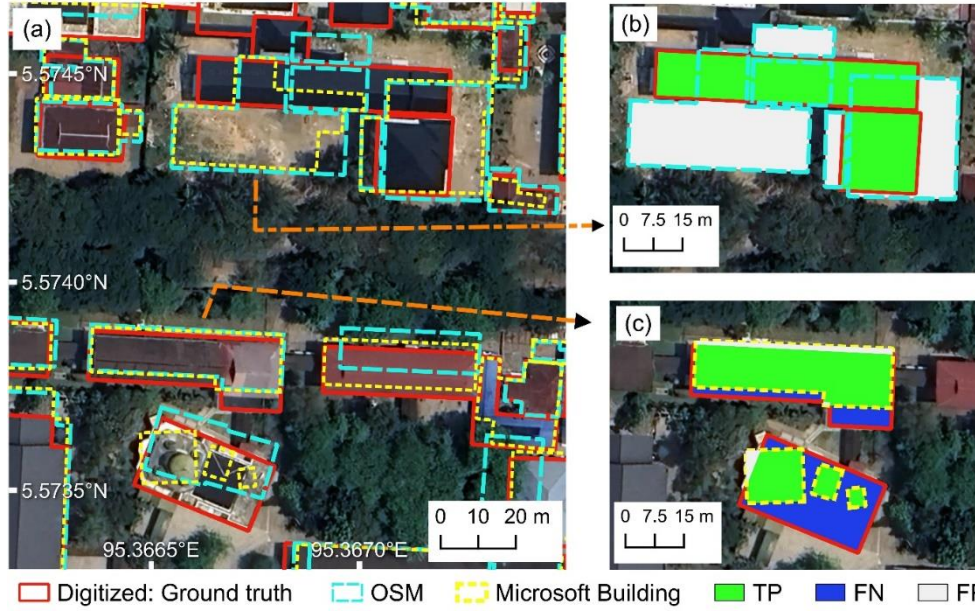 (a)
5.5745°N
5.5740°N
5.5735°N
95.3665°E
95.3670°E
0 10 20 m
(b)
0 7.5 15 m
(c)
0 7.5 15 m
Digitized: Ground truth
OSM
Microsoft Building
TP
FN